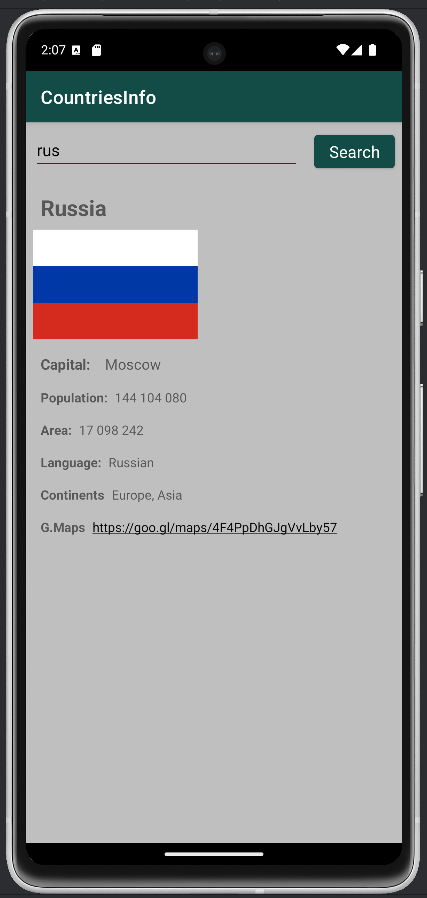 2:07
CountriesInfo
rus
Search
Russia
Capital: Moscow
Population: 144 104 080
Area: 17 098 242
Language: Russian
Continents Europe, Asia
G.Maps https://goo.gl/maps/4F4PpDhGJgVvLby57